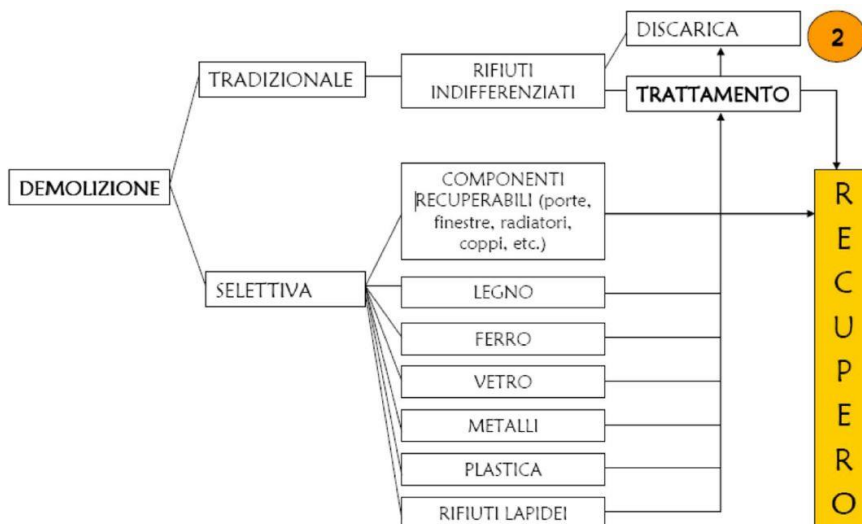 DISCARICA
2
TRADIZIONALE
RIFIUTI
INDIFFERENZIATI
TRATTAMENTO
DEMOLIZIONE
COMPONENTI
RECUPERABILI (porte,
finestre, radiatori,
coppi, etc.)
SELETTIVA
LEGNO
FERRO
VETRO
METALLI
PLASTICA
RIFIUTI LAPIDEI
R
E
C
U
P
E
R
O